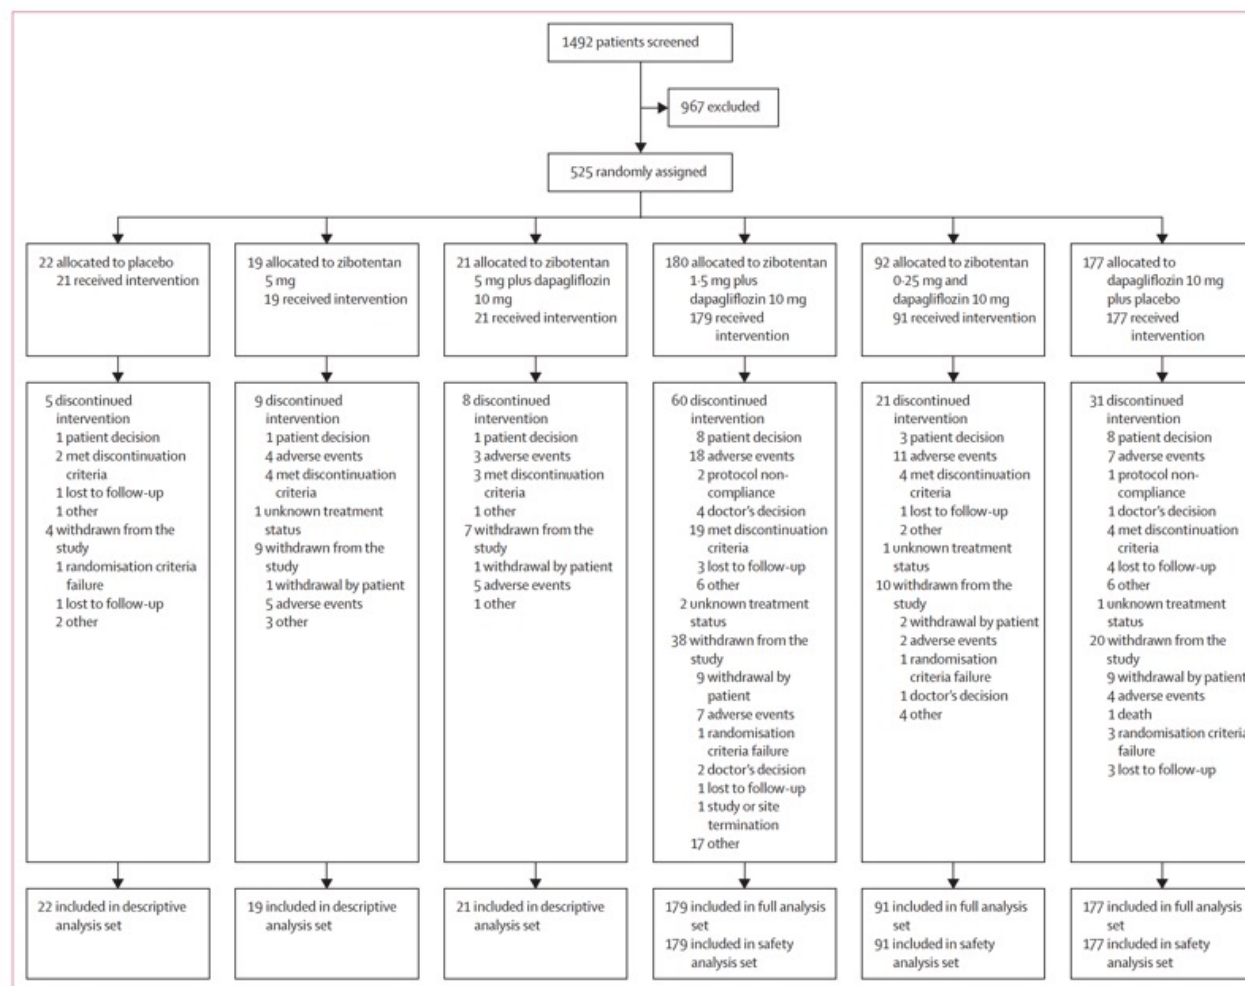 1492 patients screened
967 excluded
525 randomly assigned
22 allocated to placebo
21 received intervention
19 allocated to zibotentan
5 mg
19 received intervention
21 allocated to zibotentan
5 mg plus dapagliflozin
10 mg
21 received intervention
180 allocated to zibotentan
1·5 mg plus
dapagliflozin 10 mg
179 received
intervention
92 allocated to zibotentan
0·25 mg and
dapagliflozin 10 mg
91 received intervention
177 allocated to
dapagliflozin 10 mg
plus placebo
177 received
intervention
5 discontinued
intervention
1 patient decision
2 met discontinuation
criteria
1 lost to follow-up
1 other
4 withdrawn from the
study
1 randomisation criteria
failure
1 lost to follow-up
2 other
9 discontinued
intervention
1 patient decision
4 adverse events
4 met discontinuation
criteria
1 unknown treatment
status
9 withdrawn from the
study
1 withdrawal by patient
5 adverse events
3 other
8 discontinued
intervention
1 patient decision
3 adverse events
3 met discontinuation
criteria
1 other
7 withdrawn from the
study
1 withdrawal by patient
5 adverse events
1 other
60 discontinued
intervention
8 patient decision
18 adverse events
2 protocol non-
compliance
4 doctor's decision
19 met discontinuation
criteria
3 lost to follow-up
6 other
2 unknown treatment
status
38 withdrawn from the
study
9 withdrawal by
patient
7 adverse events
1 randomisation
criteria failure
2 doctor's decision
1 lost to follow-up
1 study or site
termination
17 other
21 discontinued
intervention
3 patient decision
11 adverse events
4 met discontinuation
criteria
1 lost to follow-up
2 other
1 unknown treatment
status
10 withdrawn from the
study
2 withdrawal by patient
2 adverse events
1 randomisation
criteria failure
1 doctor's decision
4 other
31 discontinued
intervention
8 patient decision
7 adverse events
1 protocol non-
compliance
1 doctor's decision
4 met discontinuation
criteria
4 lost to follow-up
6 other
1 unknown treatment
status
20 withdrawn from the
study
9 withdrawal by patient
4 adverse events
1 death
3 randomisation criteria
failure
3 lost to follow-up
22 included in descriptive
analysis set
19 included in descriptive
analysis set
21 included in descriptive
analysis set
179 included in full analysis
set
179 included in safety
analysis set
91 included in full analysis
set
91 included in safety
analysis set
177 included in full analysis
set
177 included in safety
analysis set